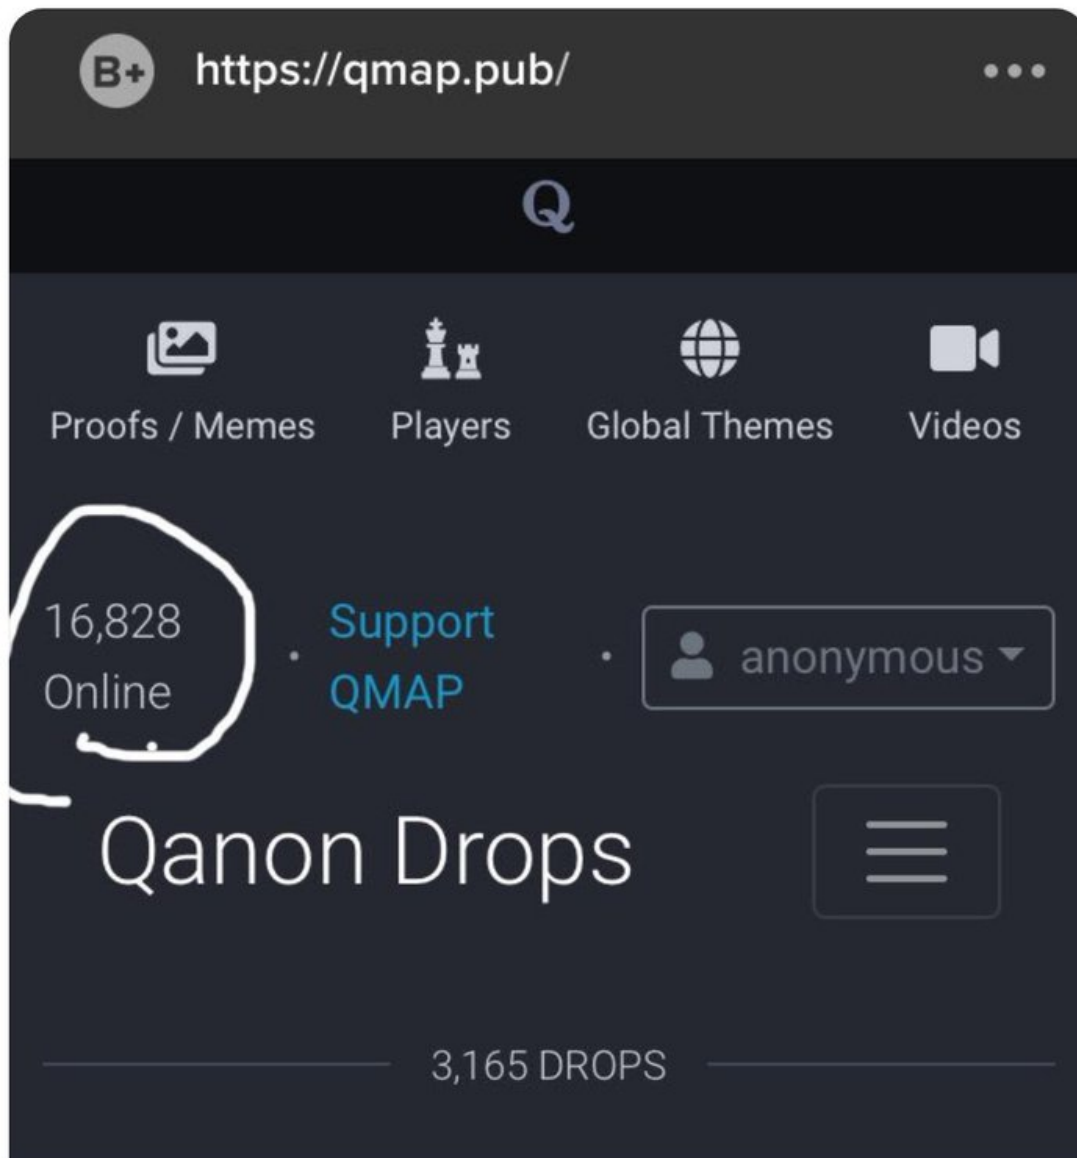 B+ https://qmap.pub/
Q
Proofs / Memes Players Global Themes Videos
16,828 Support anonymous
Online QMAP
Qanon Drops
3,165 DROPS